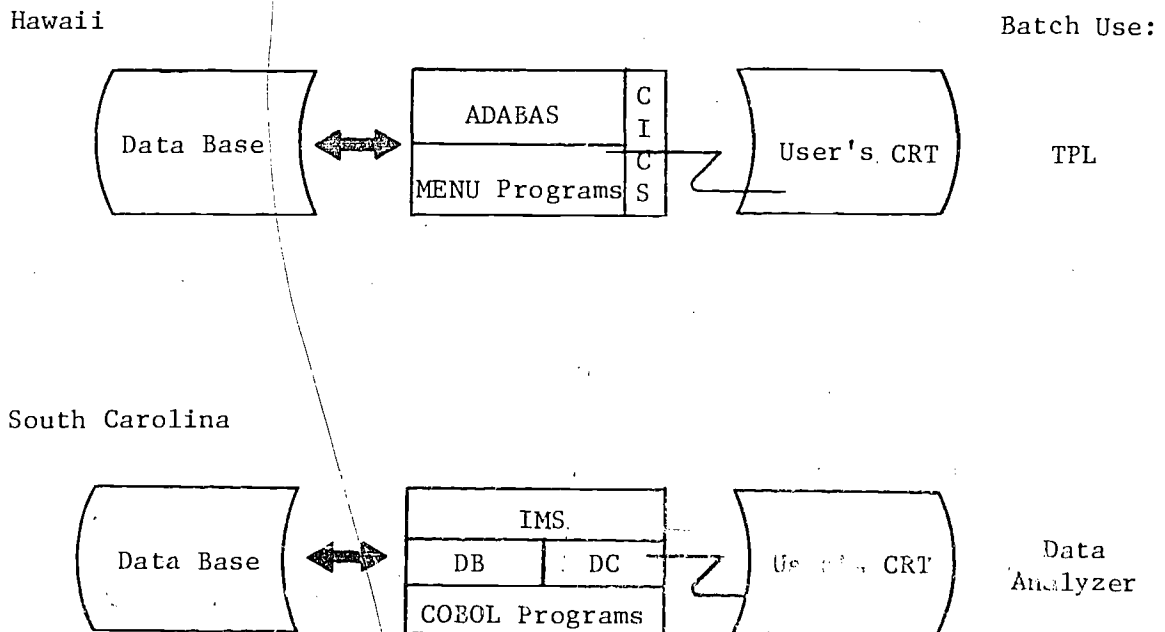 Hawaii
Batch Use:
Data Base
ADABAS
MENU Programs
CICS
User's CRT
TPL
South Carolina
Data Base
IMS
DB
DC
COBOL Programs
CRT
Data
Analyzer